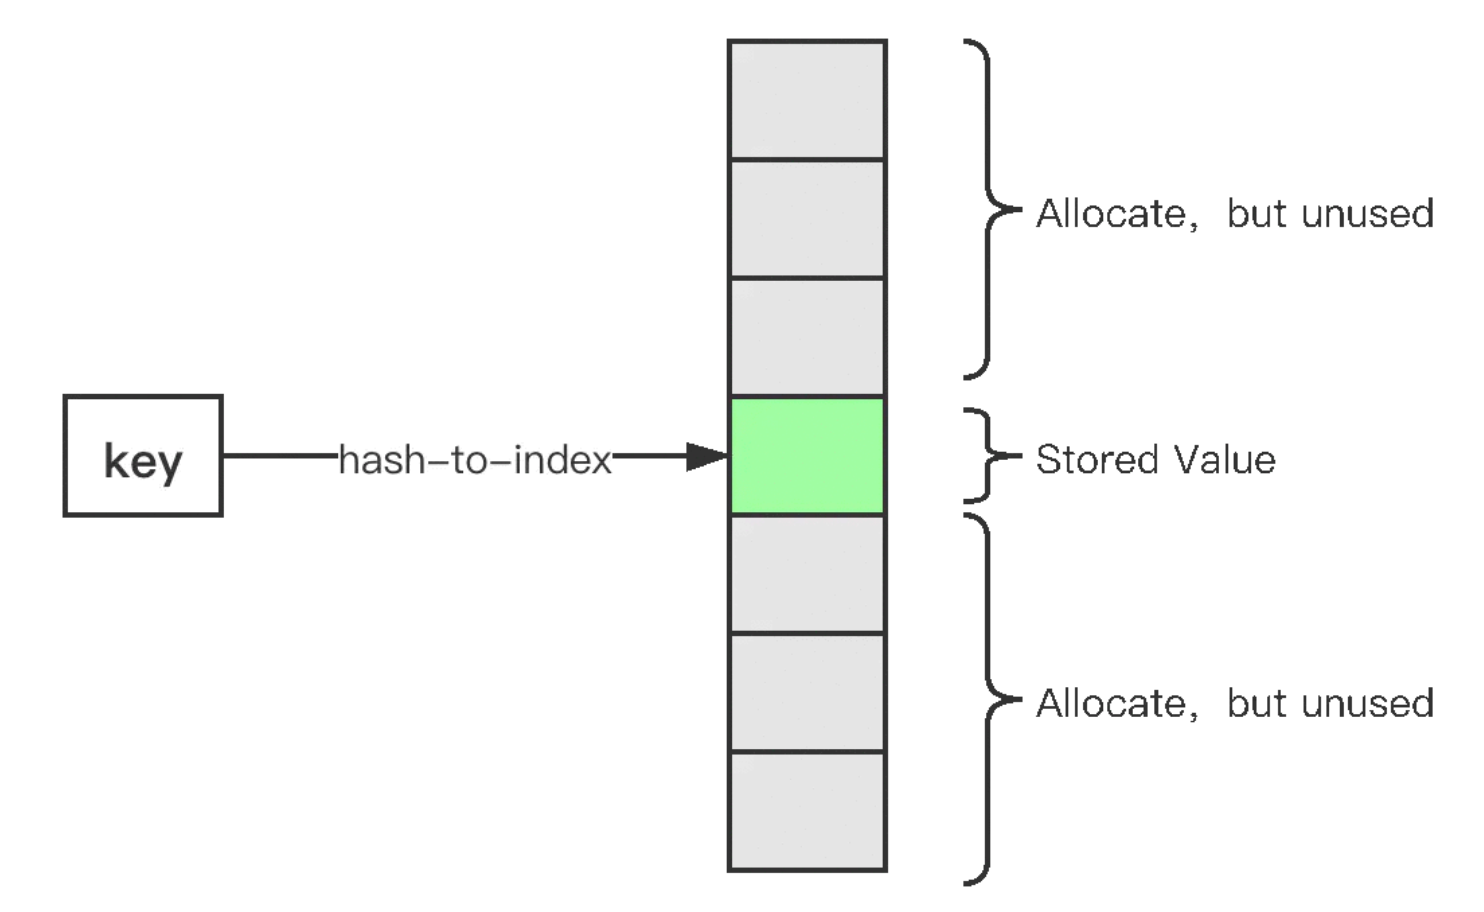 Allocate，but unused
key
hash-to-index
Stored Value
Allocate，but unused